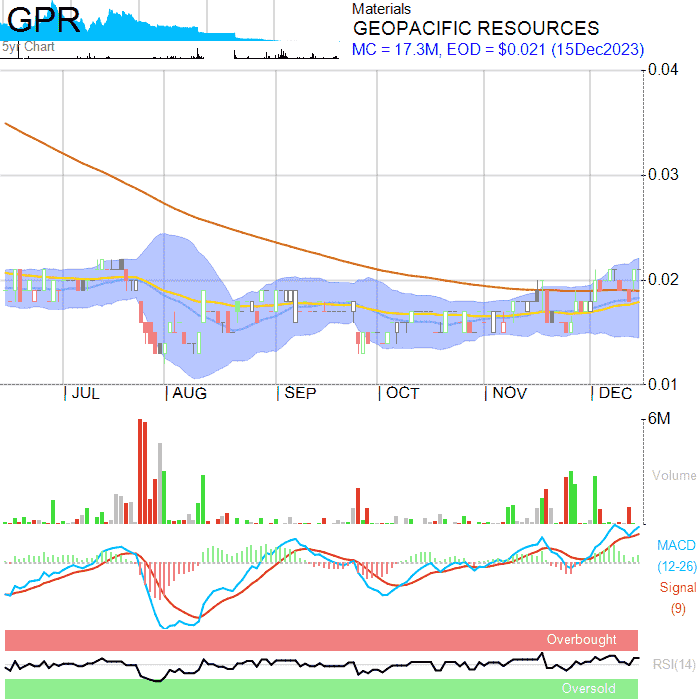 GPR
5yr Chart
Materials
GEOPACIFIC RESOURCES
MC = 17.3M, EOD = $0.021 (15Dec2023)
0.04
0.03
0.02
0.01
JUL AUG SEP OCT NOV DEC
6M
Volume
MACD
(12-26)
Signal
(9)
Overbought
RSI(14)
Oversold